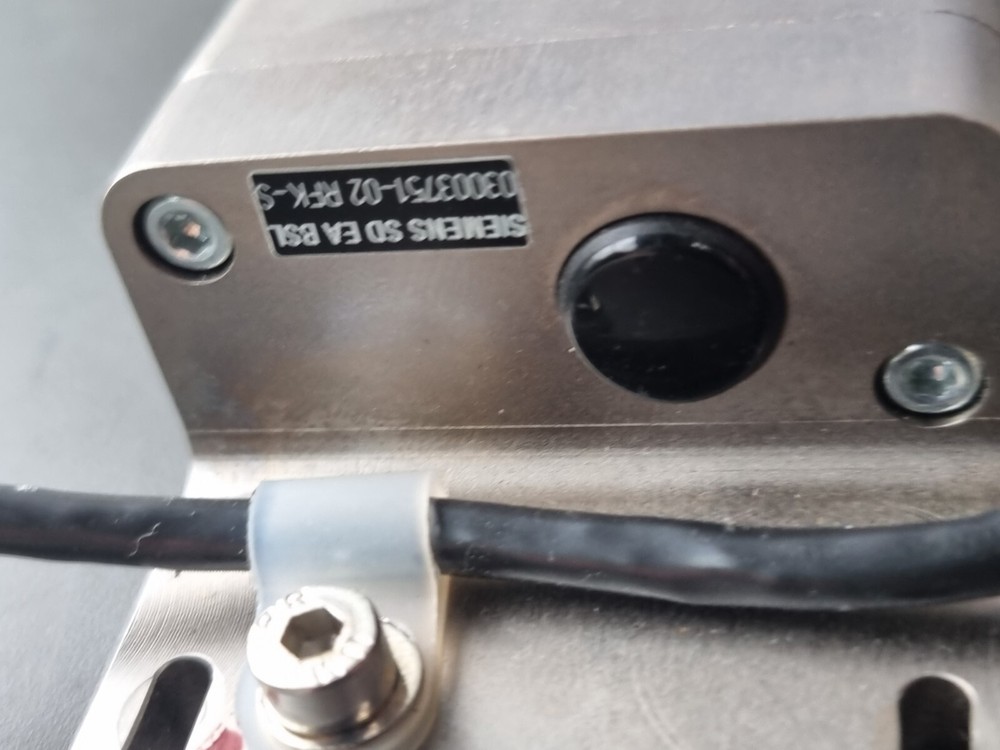 SIEMENS SD EA BSL
03003751-02 RFK-S